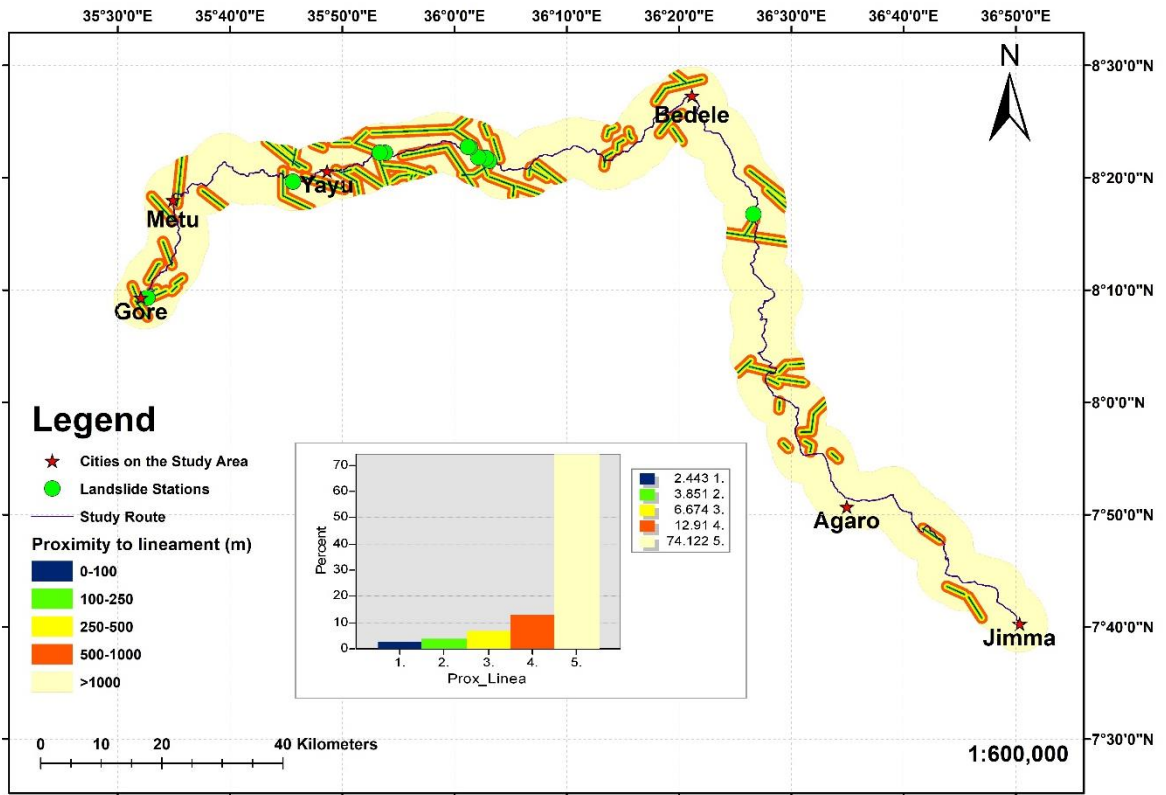 35°30'0"E 35°40'0"E 35°50'0"E 36°0'0"E 36°10'0"E 36°20'0"E 36°30'0"E 36°40'0"E 36°50'0"E
N
8°30'0"N
Bedele
8°20'0"N
Yayu
Metu
8°10'0"N
Gore
8°0'0"N
Legend
Cities on the Study Area
Landslide Stations
Study Route
Proximity to lineament (m)
0-100
100-250
250-500
500-1000
>1000
70
60
50
40
30
20
10
0
Percent
1. 2. 3. 4. 5.
Prox_Linea
2.443 1.
3.851 2.
6.674 3.
12.91 4.
74.122 5.
7°50'0"N
Agaro
7°40'0"N
Jimma
7°30'0"N
0 10 20 40 Kilometers
1:600,000